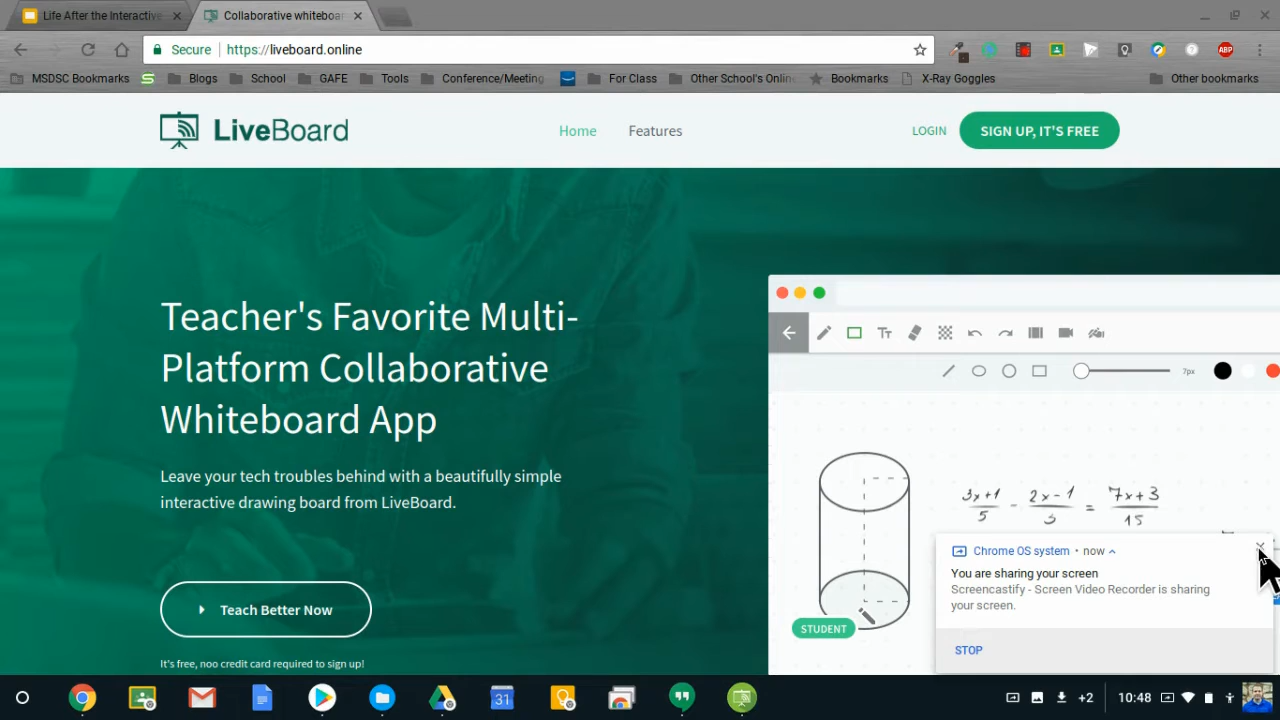 Life After the Interactive
Collaborative whiteboa
Secure
https://liveboard.online
ABP
MSDSC Bookmarks
Blogs
School
GAFE
Tools
Conference/Meeting
For Class
Other School's Onlin
Bookmarks
X-Ray Goggles
Other bookmarks
LiveBoard
Home
Features
LOGIN
SIGN UP, IT'S FREE
Teacher's Favorite Multi-
Platform Collaborative
Whiteboard App
Leave your tech troubles behind with a beautifully simple
interactive drawing board from LiveBoard.
Teach Better Now
It's free, noo credit card required to sign up!
Tт
7px
3x+1/5 - 2x-1/3 = 7x+3/15
STUDENT
Chrome OS system • now
You are sharing your screen
Screencastify - Screen Video Recorder is sharing
your screen.
STOP
31
+2
10:48